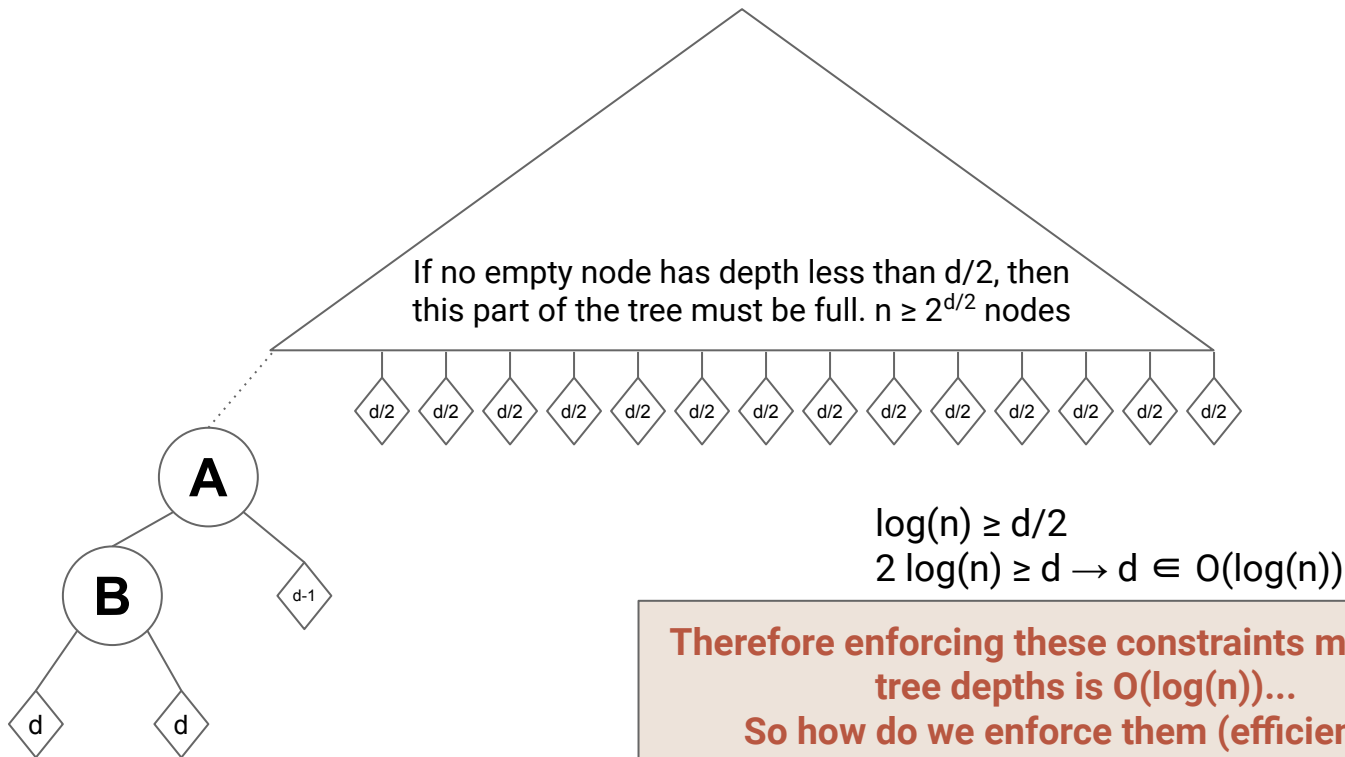 If no empty node has depth less than d/2, then
this part of the tree must be full. n ≥ 2^{d/2} nodes
d/2 d/2 d/2 d/2 d/2 d/2 d/2 d/2 d/2 d/2 d/2 d/2 d/2 d/2
A
log(n) ≥ d/2
2 log(n) ≥ d → d ∈ O(log(n))
B
d-1
Therefore enforcing these constraints
tree depths is O(log(n))...
So how do we enforce them
d d